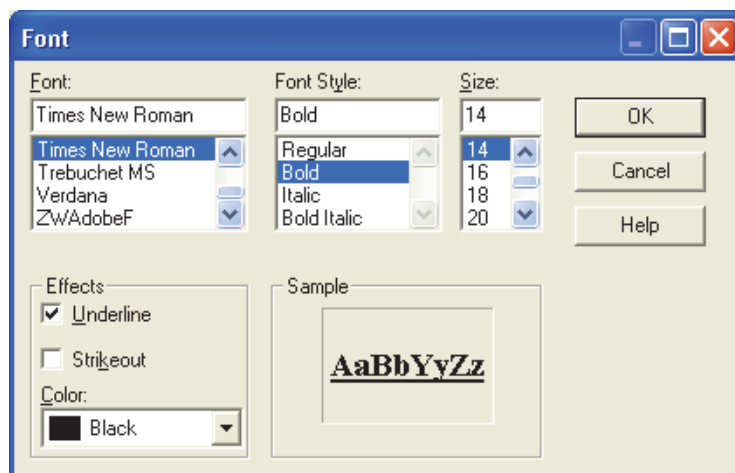 Font
Font:
Font Style:
Size:
Times New Roman
Bold
14
OK
Times New Roman
Trebuchet MS
Verdana
ZWAdobeF
Regular
Bold
Italic
Bold Italic
14
16
18
20
Cancel
Help
Effects
Underline
Strikeout
Color:
Black
Sample
AaBbYyZz